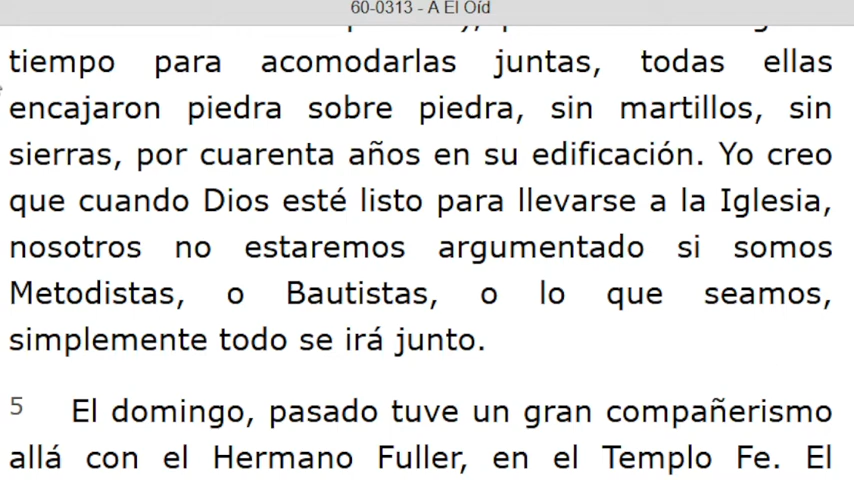 60-0313 - A El Oíd
tiempo para acomodarlas juntas, todas ellas
encajaron piedra sobre piedra, sin martillos, sin
sierras, por cuarenta años en su edificación. Yo creo
que cuando Dios esté listo para llevarse a la Iglesia,
nosotros no estaremos argumentado si somos
Metodistas, o Bautistas, o lo que seamos,
simplemente todo se irá junto.
5 El domingo, pasado tuve un gran compañerismo
allá con el Hermano Fuller, en el Templo Fe. El